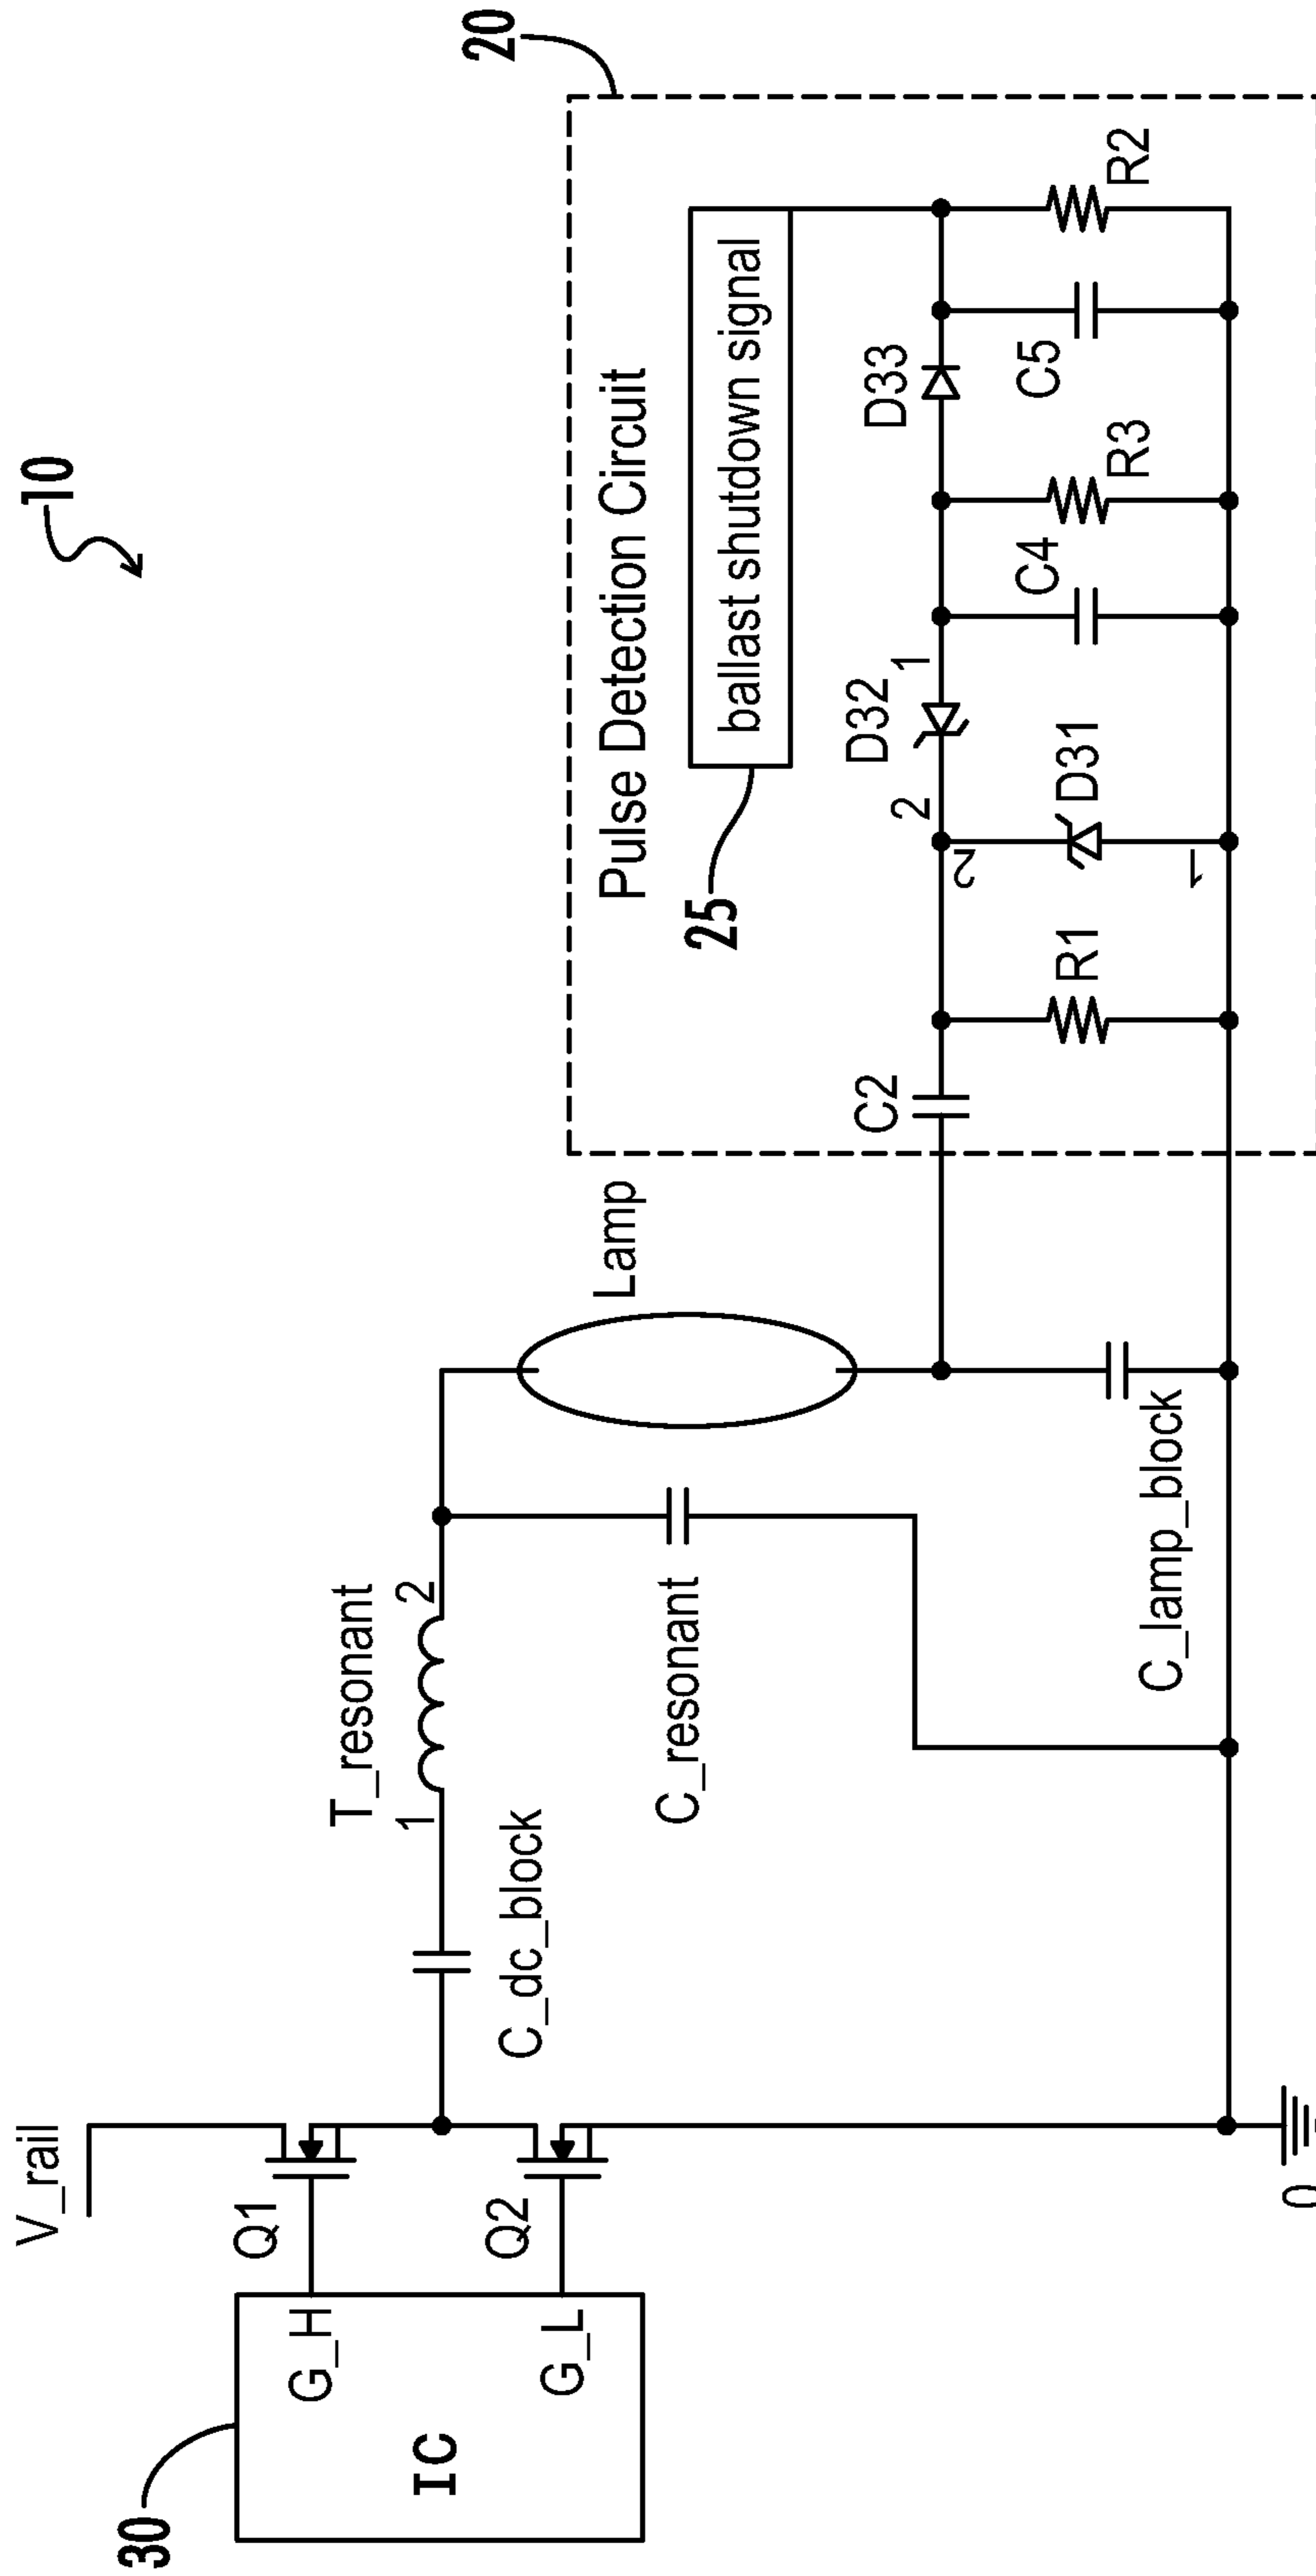 10
20
Pulse Detection Circuit
ballast shutdown signal
25
30
IC
G_H
G_L
V_rail
Q1
Q2
0
C_dc_block
T_resonant
1
2
C_resonant
Lamp
C_lamp_block
C2
R1
2
D32
1
2
D31
1
C4
R3
D33
C5
R2